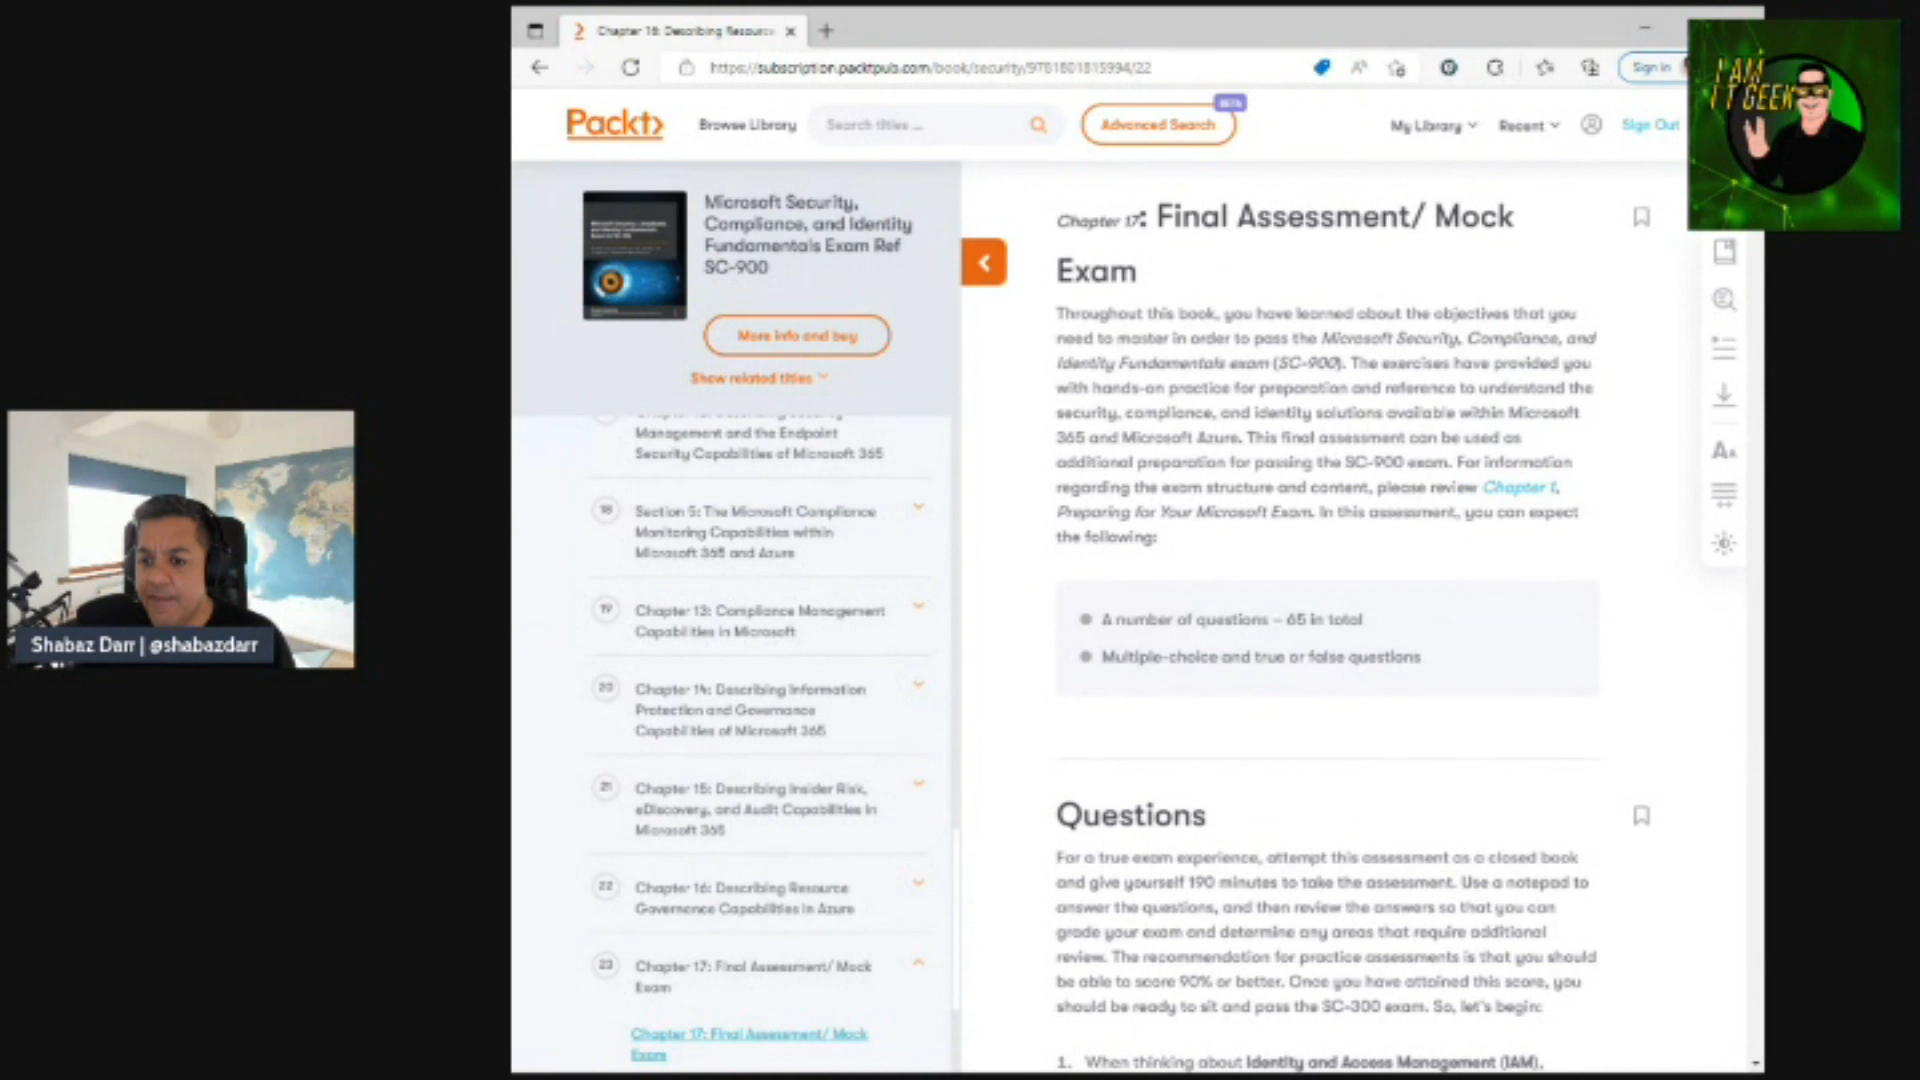 Chapter 16: Describing Resource
https://subscription.packtpub.com/book/security/9781801815994/22
Sign in
I AM
I T GEEK
Packt>
Browse Library
Search titles ...
BETA
Advanced Search
My Library
Recent
Sign Out
Microsoft Security,
Compliance, and Identity
Fundamentals Exam Ref
SC-900
More info and buy
Show related titles
Management and the Endpoint
Security Capabilities of Microsoft 365
18
Section 5: The Microsoft Compliance
Monitoring Capabilities within
Microsoft 365 and Azure
19
Chapter 13: Compliance Management
Capabilities in Microsoft
20
Chapter 14: Describing Information
Protection and Governance
Capabilities of Microsoft 365
21
Chapter 15: Describing Insider Risk,
eDiscovery, and Audit Capabilities in
Microsoft 365
22
Chapter 16: Describing Resource
Governance Capabilities in Azure
23
Chapter 17: Final Assessment/ Mock
Exam
Chapter 17: Final Assessment/ Mock
Exam
Chapter 17: Final Assessment/ Mock
Exam
Throughout this book, you have learned about the objectives that you
need to master in order to pass the Microsoft Security, Compliance, and
Identity Fundamentals exam (SC-900). The exercises have provided you
with hands-on practice for preparation and reference to understand the
security, compliance, and identity solutions available within Microsoft
365 and Microsoft Azure. This final assessment can be used as
additional preparation for passing the SC-900 exam. For information
regarding the exam structure and content, please review Chapter 1,
Preparing for Your Microsoft Exam. In this assessment, you can expect
the following:
A number of questions – 65 in total
Multiple-choice and true or false questions
Questions
For a true exam experience, attempt this assessment as a closed book
and give yourself 190 minutes to take the assessment. Use a notepad to
answer the questions, and then review the answers so that you can
grade your exam and determine any areas that require additional
review. The recommendation for practice assessments is that you should
be able to score 90% or better. Once you have attained this score, you
should be ready to sit and pass the SC-300 exam. So, let's begin:
1. When thinking about Identity and Access Management (IAM),
Shabaz Darr | @shabazdarr